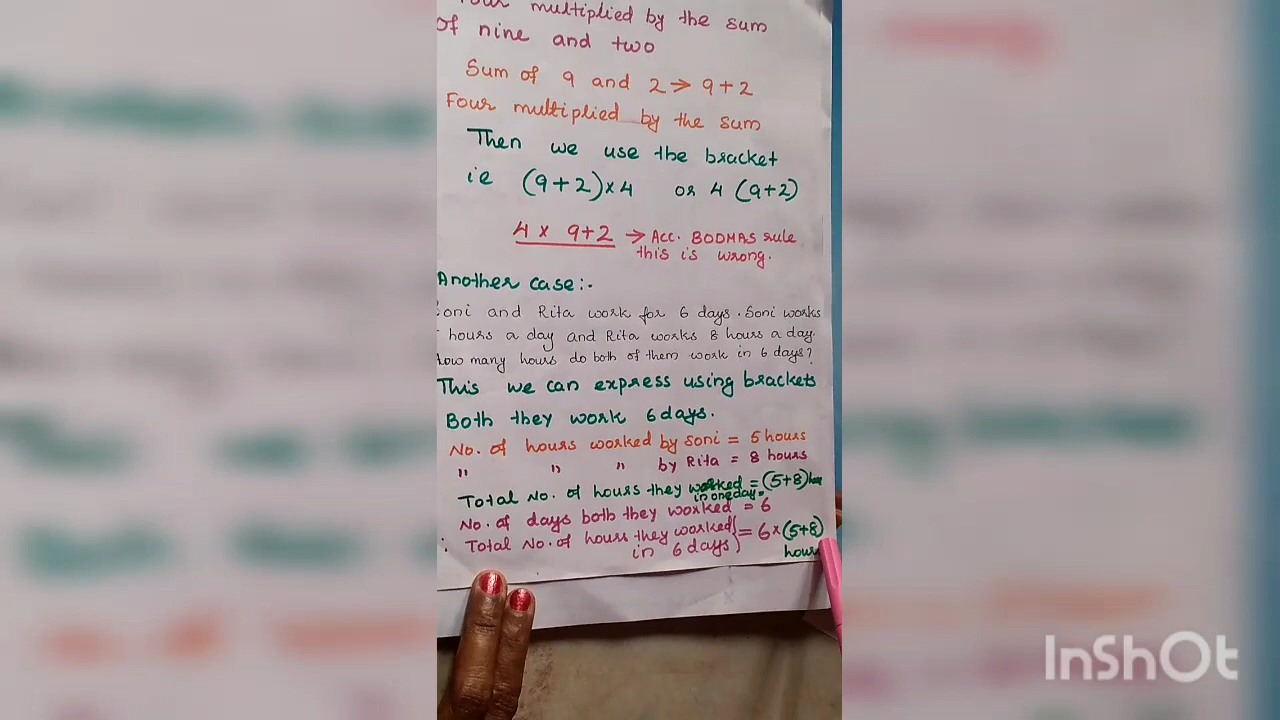 Four multiplied by the sum
of nine and two
Sum of 9 and 2 → 9+2
Four multiplied by the sum
Then we use the bracket
ie (9+2)×4 or 4 (9+2)
4 × 9+2 → Acc. BODMAS rule
this is wrong.
Another case:-
Soni and Rita work for 6 days. Soni works
hours a day and Rita works 8 hours a day.
How many hours do both of them work in 6 days?
This we can express using brackets
Both they work 6 days.
No. of hours worked by Soni = 5 hours
" " " by Rita = 8 hours
Total No. of hours they worked = (5+8)
in one day
No. of days both they worked = 6
∴ Total No. of hours they worked } = 6×(5+8)
in 6 days hours
InShOt